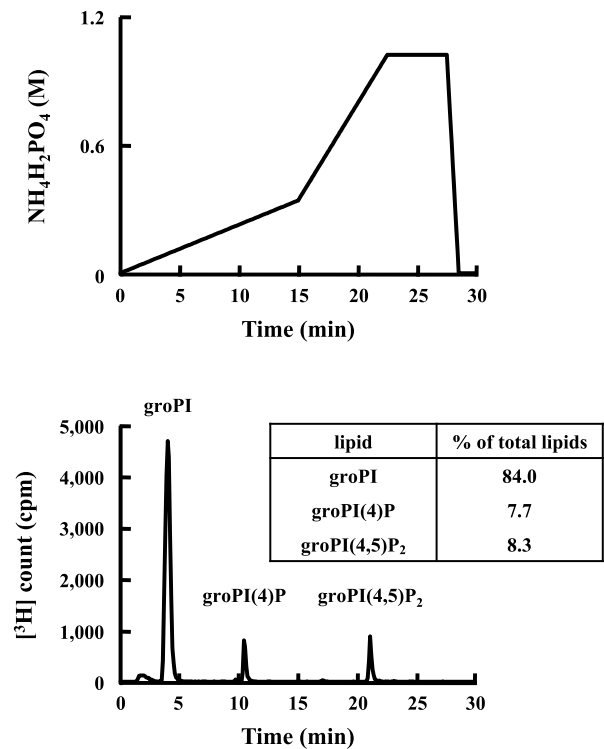 1.2
0.6
0
NH₄H₂PO₄ (M)
0 5 10 15 20 25 30
Time (min)
groPI
5,000
4,000
3,000
2,000
1,000
0
[³H] count (cpm)
lipid % of total lipids
groPI 84.0
groPI(4)P 7.7
groPI(4,5)P₂ 8.3
groPI(4)P groPI(4,5)P₂
0 5 10 15 20 25 30
Time (min)